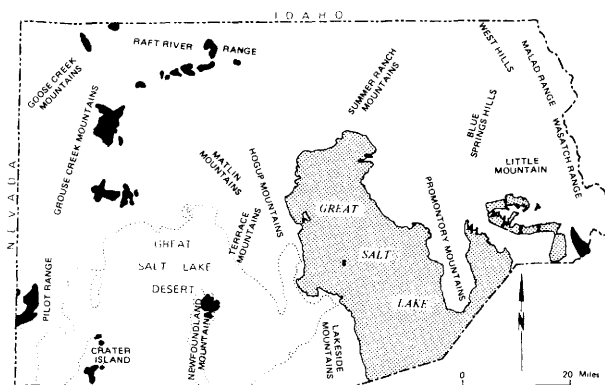 IDAHO
NEVADA
GOOSE CREEK
MOUNTAINS
RAFT RIVER
RANGE
GROUSE CREEK MOUNTAINS
MATLIN
MOUNTAINS
TERRACE MOUNTAINS
HOGUP MOUNTAINS
SUMMER RANCH
MOUNTAINS
WEST HILLS
MALAD RANGE
BLUE
SPRINGS HILLS
WASATCH RANGE
LITTLE
MOUNTAIN
PROMONTORY MOUNTAINS
GREAT
SALT
LAKE
GREAT
SALT LAKE
DESERT
PILOT RANGE
CRATER
ISLAND
NEWFOUNDLAND
MOUNTAINS
LAKESIDE
MOUNTAINS
N
0 20 Miles